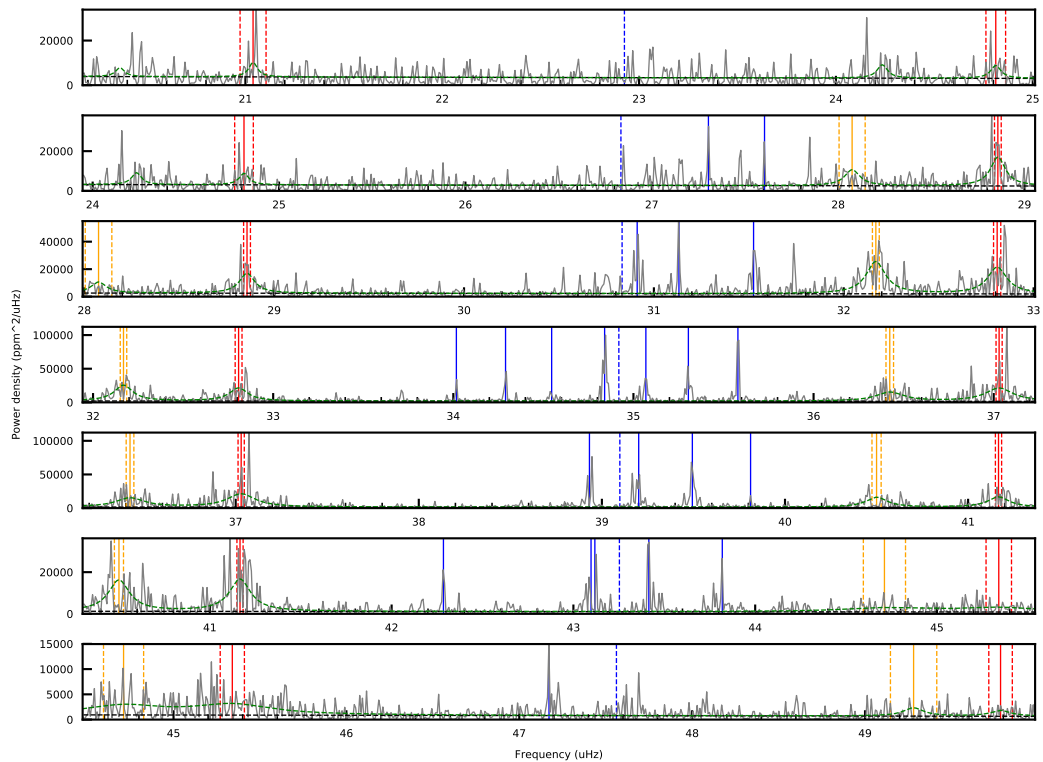 20000
0
21 22 23 24 25
20000
0
24 25 26 27 28 29
40000
20000
0
28 29 30 31 32 33
100000
50000
0
32 33 34 35 36 37
Power density (ppm^2/uHz)
100000
50000
0
37 38 39 40 41
20000
0
41 42 43 44 45
15000
10000
5000
0
45 46 47 48 49
Frequency (uHz)